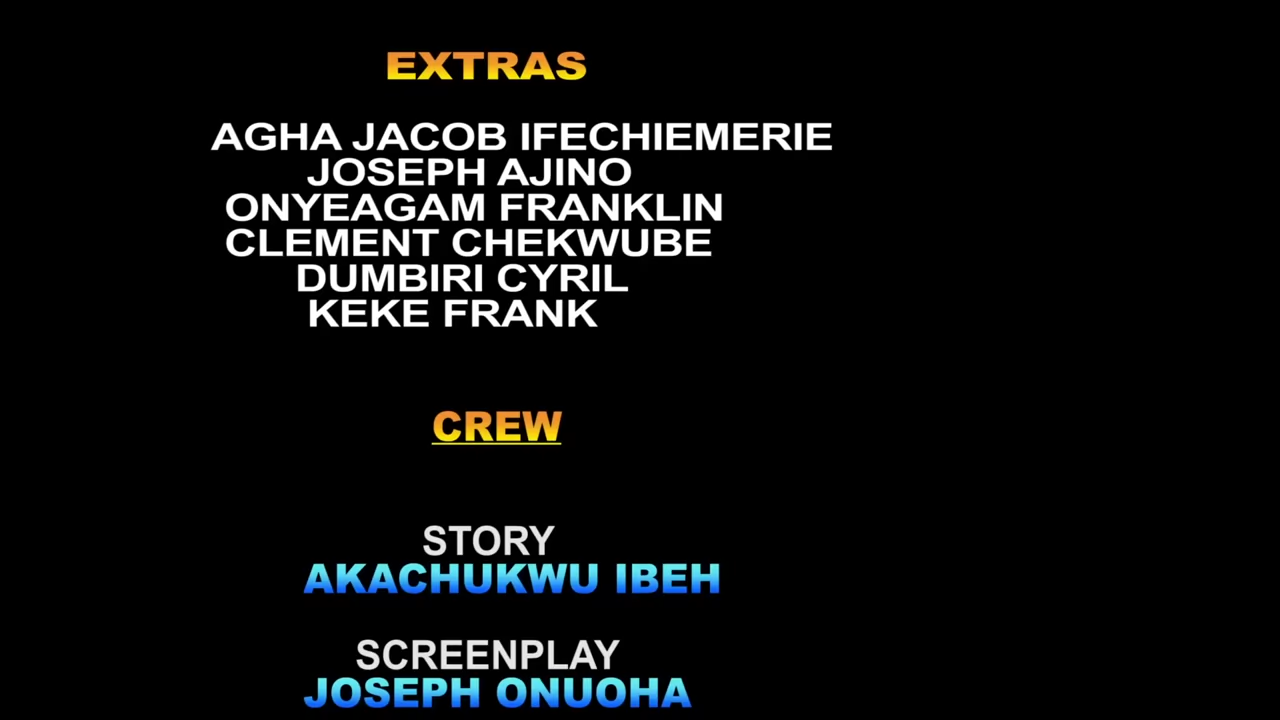 EXTRAS
AGHA JACOB IFECHIEMERIE
JOSEPH AJINO
ONYEAGAM FRANKLIN
CLEMENT CHEKWUBE
DUMBIRI CYRIL
KEKE FRANK
CREW
STORY
AKACHUKWU IBEH
SCREENPLAY
JOSEPH ONUOHA